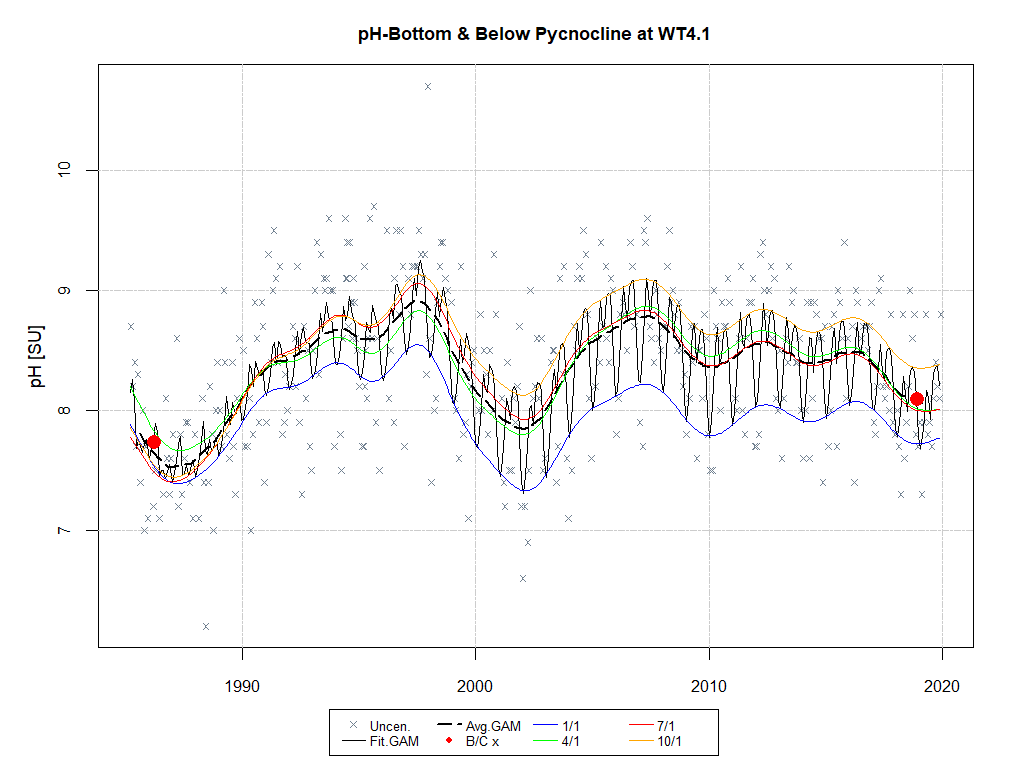 pH-Bottom & Below Pycnocline at WT4.1
pH [SU]
10
9
8
7
1990 2000 2010 2020
Uncen. Avg.GAM 1/1 7/1
Fit.GAM B/C x 4/1 10/1